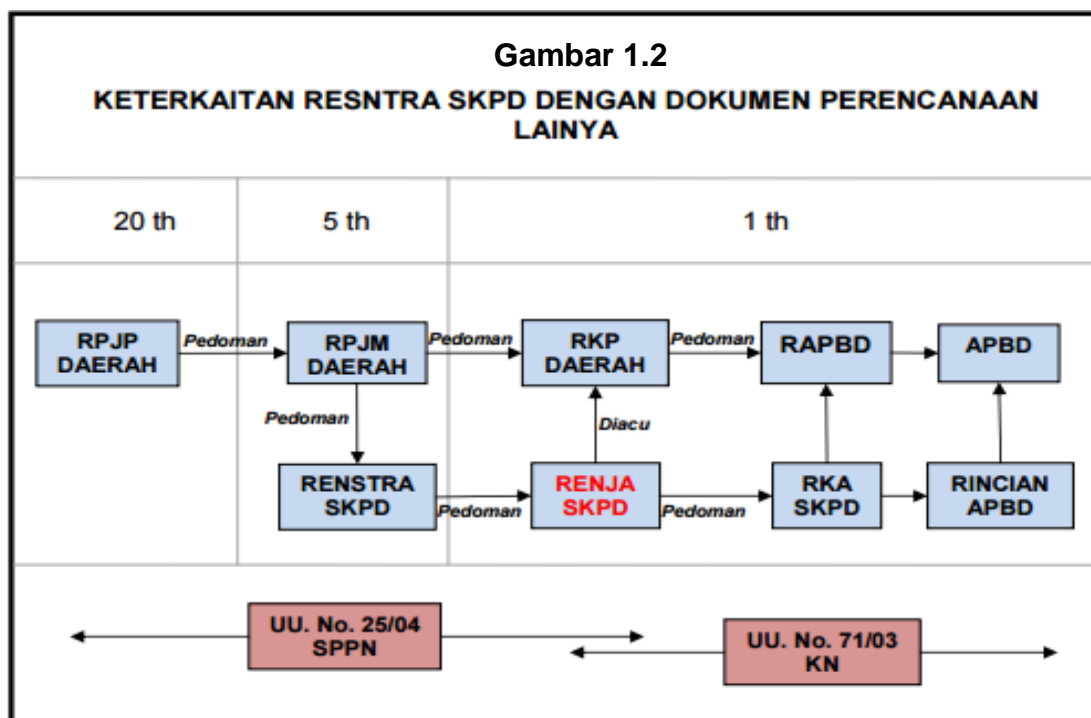 Gambar 1.2
KETERKAITAN RESNTRA SKPD DENGAN DOKUMEN PERENCANAAN
LAINYA
20 th
5 th
1 th
RPJP
DAERAH
Pedoman
RPJM
DAERAH
Pedoman
RKP
DAERAH
Pedoman
RAPBD
APBD
Pedoman
Diacu
RENSTRA
SKPD
Pedoman
RENJA
SKPD
Pedoman
RKA
SKPD
RINCIAN
APBD
UU. No. 25/04
SPPN
UU. No. 71/03
KN